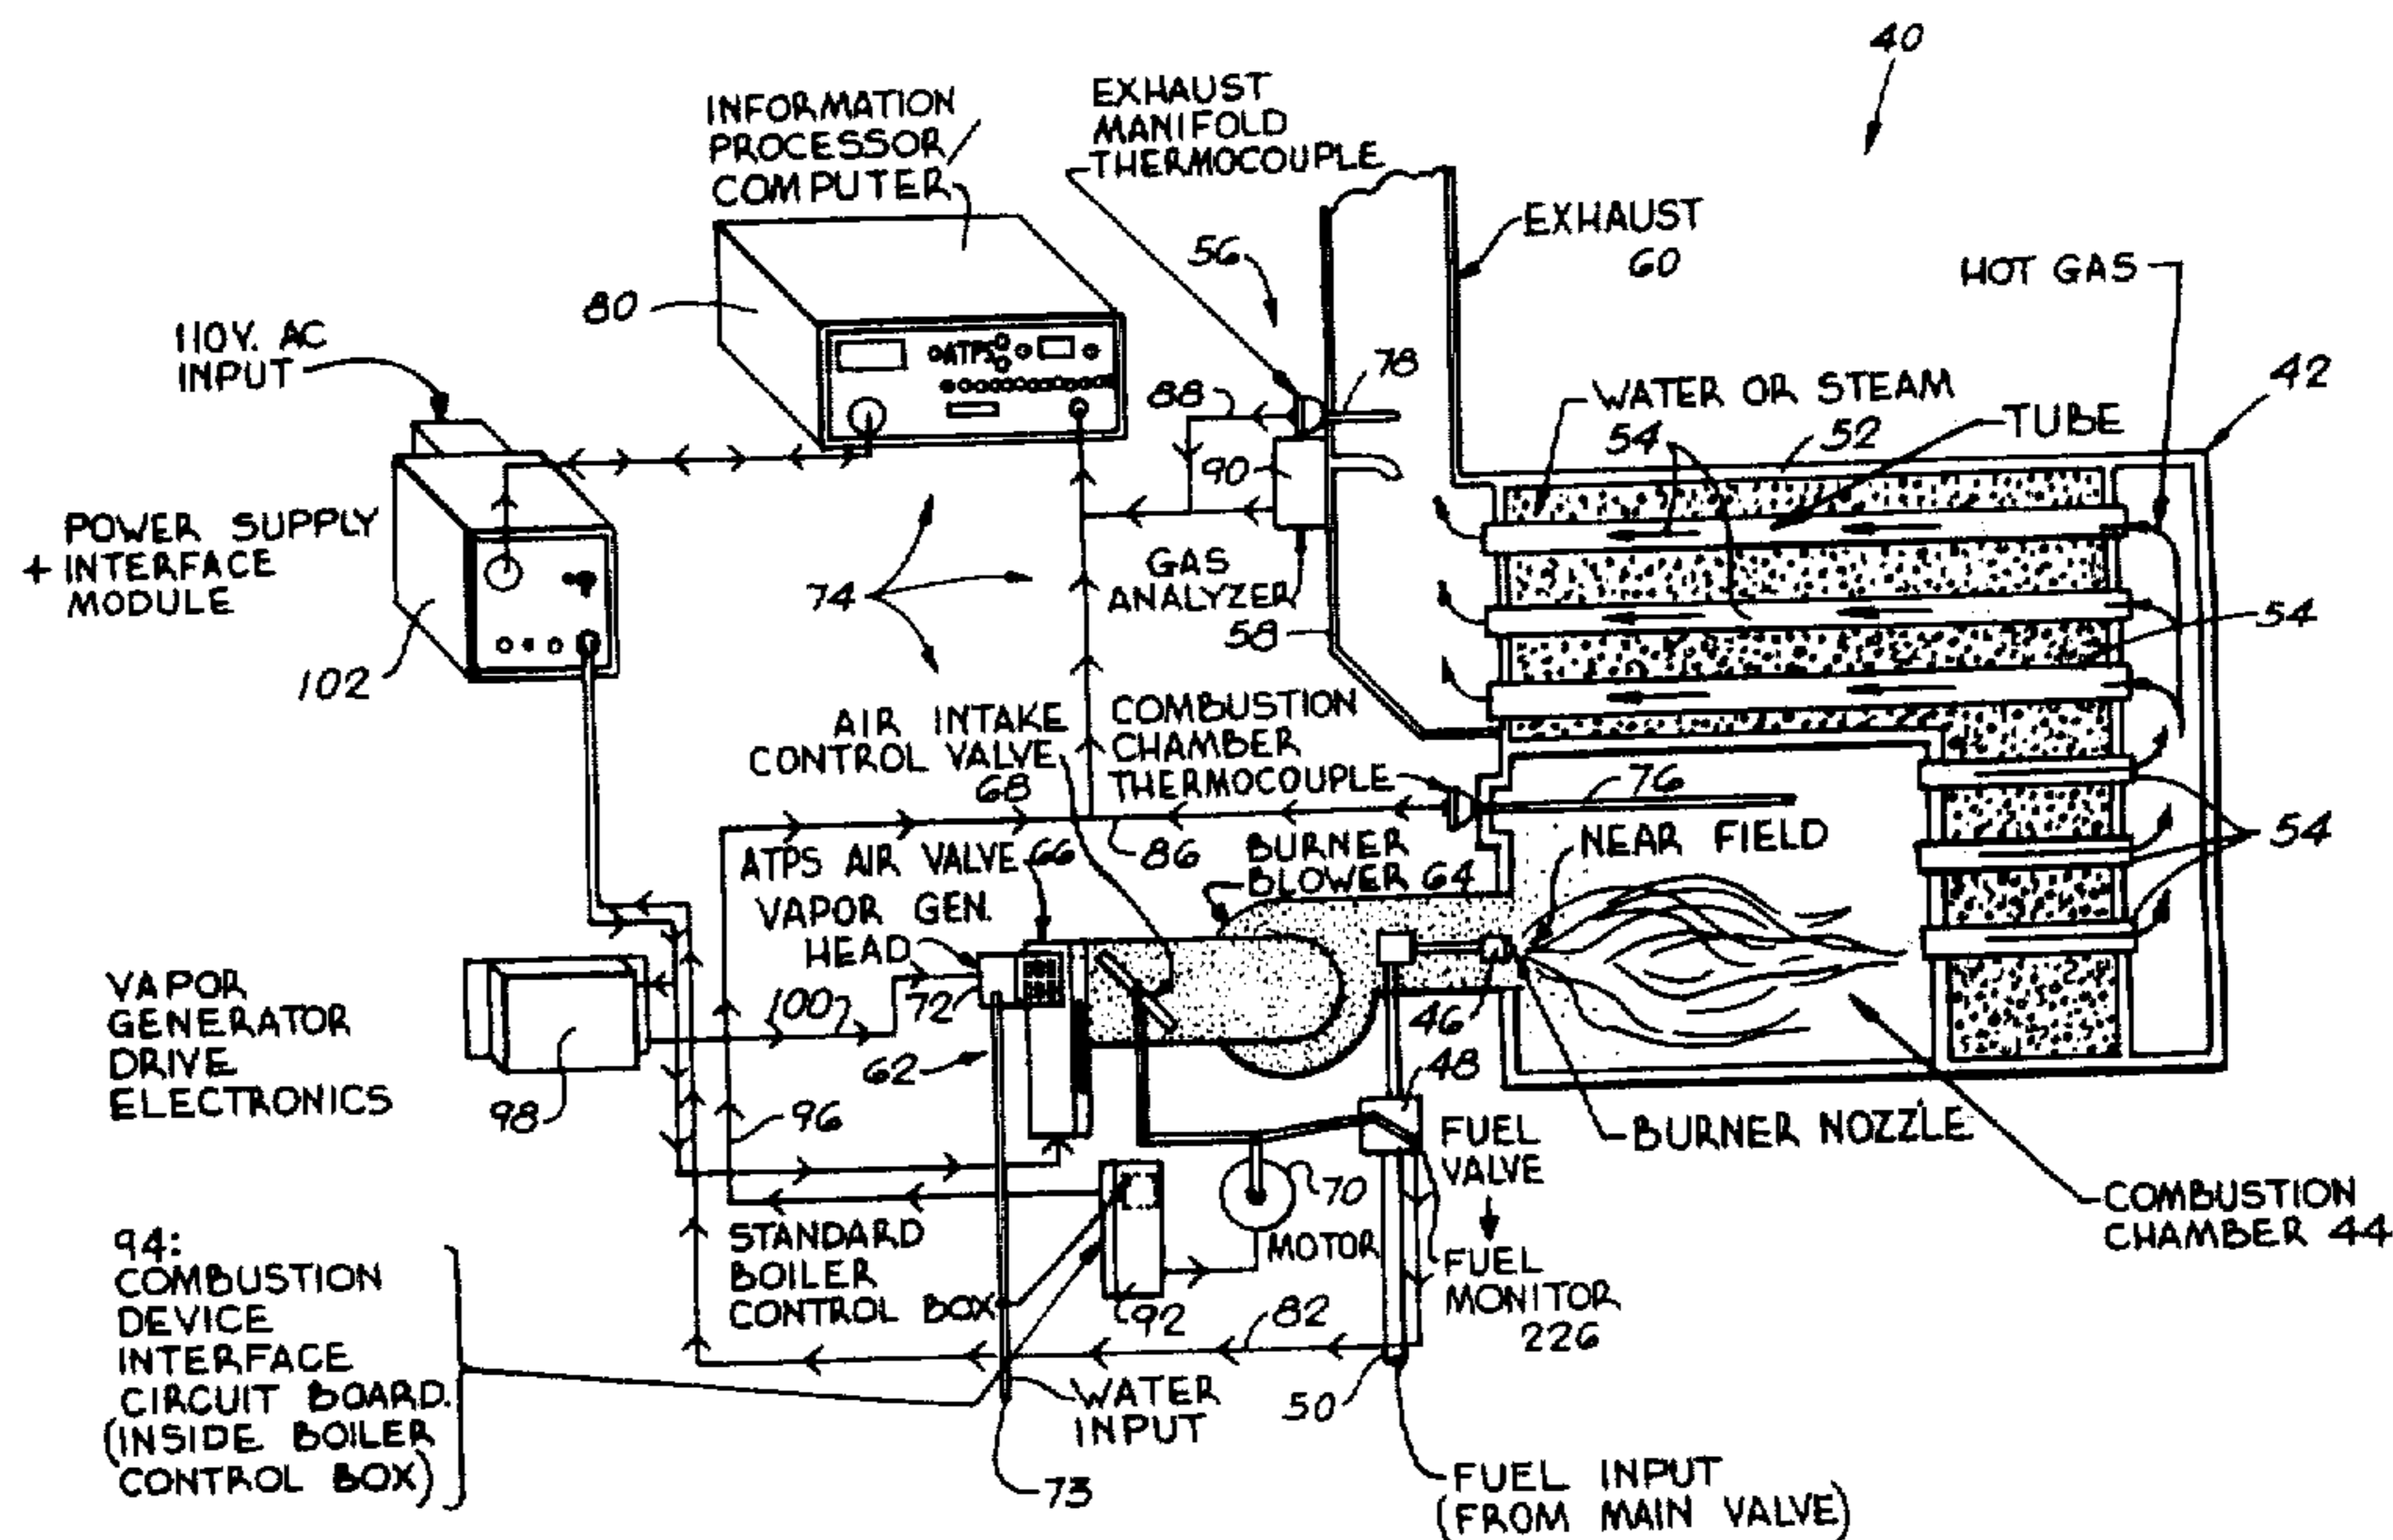 40
INFORMATION
PROCESSOR/
COMPUTER
EXHAUST
MANIFOLD
THERMOCOUPLE
EXHAUST
60
56
HOT GAS
80
110V. AC
INPUT
ATPS
78
88
WATER OR STEAM
42
54
52
TUBE
90
POWER SUPPLY
+ INTERFACE
MODULE
74
GAS
ANALYZER
58
54
102
AIR INTAKE
CONTROL VALVE
68
COMBUSTION
CHAMBER
THERMOCOUPLE
76
NEAR FIELD
54
86
ATPS AIR VALVE 66
BURNER
BLOWER 64
VAPOR GEN.
HEAD
72
100
VAPOR
GENERATOR
DRIVE
ELECTRONICS
98
62
46
48
96
FUEL
VALVE
BURNER NOZZLE
70
MOTOR
COMBUSTION
CHAMBER 44
STANDARD
BOILER
CONTROL BOX
92
FUEL
MONITOR
226
82
94:
COMBUSTION
DEVICE
INTERFACE
CIRCUIT BOARD.
(INSIDE BOILER
CONTROL BOX)
WATER
INPUT
50
73
FUEL INPUT
(FROM MAIN VALVE)